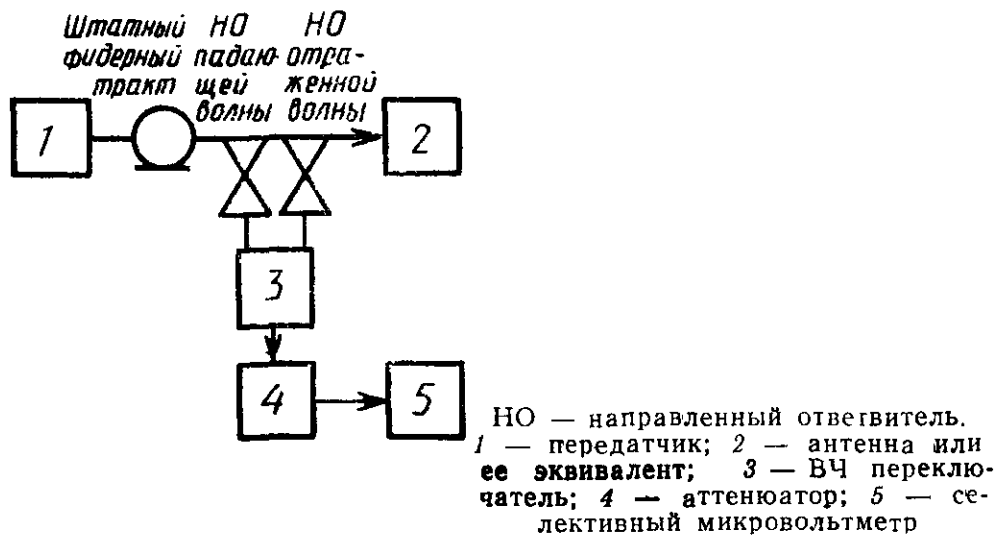 Штатный НО НО
фидерный падаю- отра-
тракт щей женной
волны волны
1
2
3
4
5
НО — направленный ответвитель.
1 — передатчик; 2 — антенна или
ее эквивалент; 3 — ВЧ переклю-
чатель; 4 — аттенюатор; 5 — се-
лективный микровольтметр